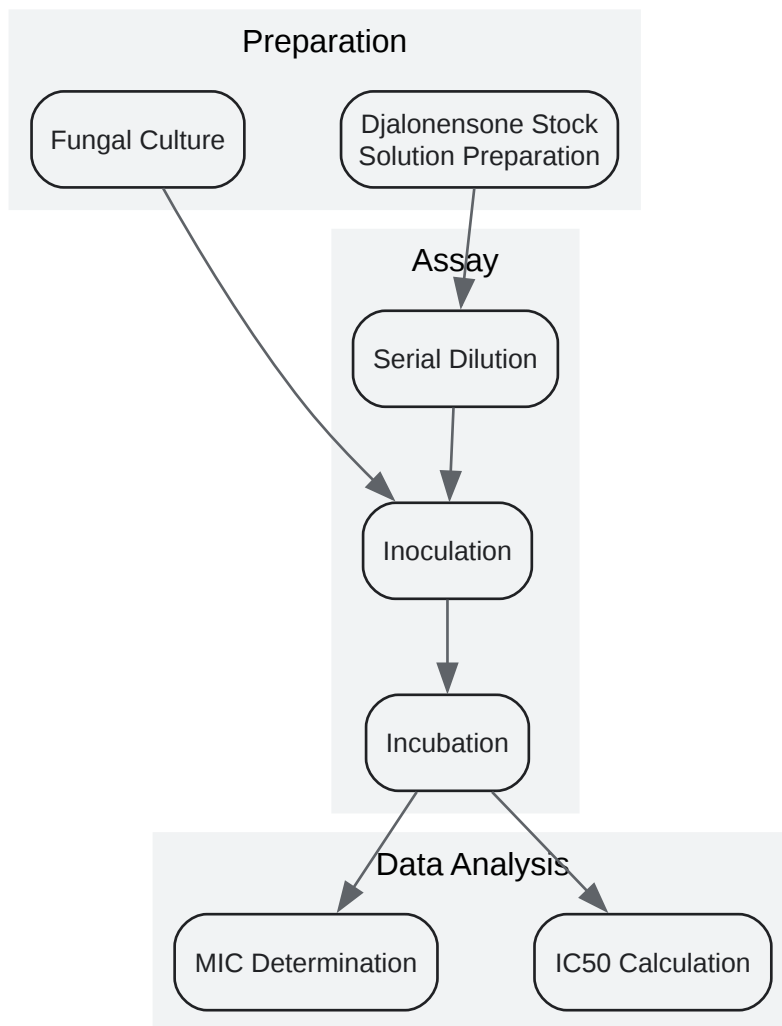 Preparation
Fungal Culture
Djalonensone Stock
Solution Preparation
Assay
Serial Dilution
Inoculation
Incubation
Data Analysis
MIC Determination
IC50 Calculation